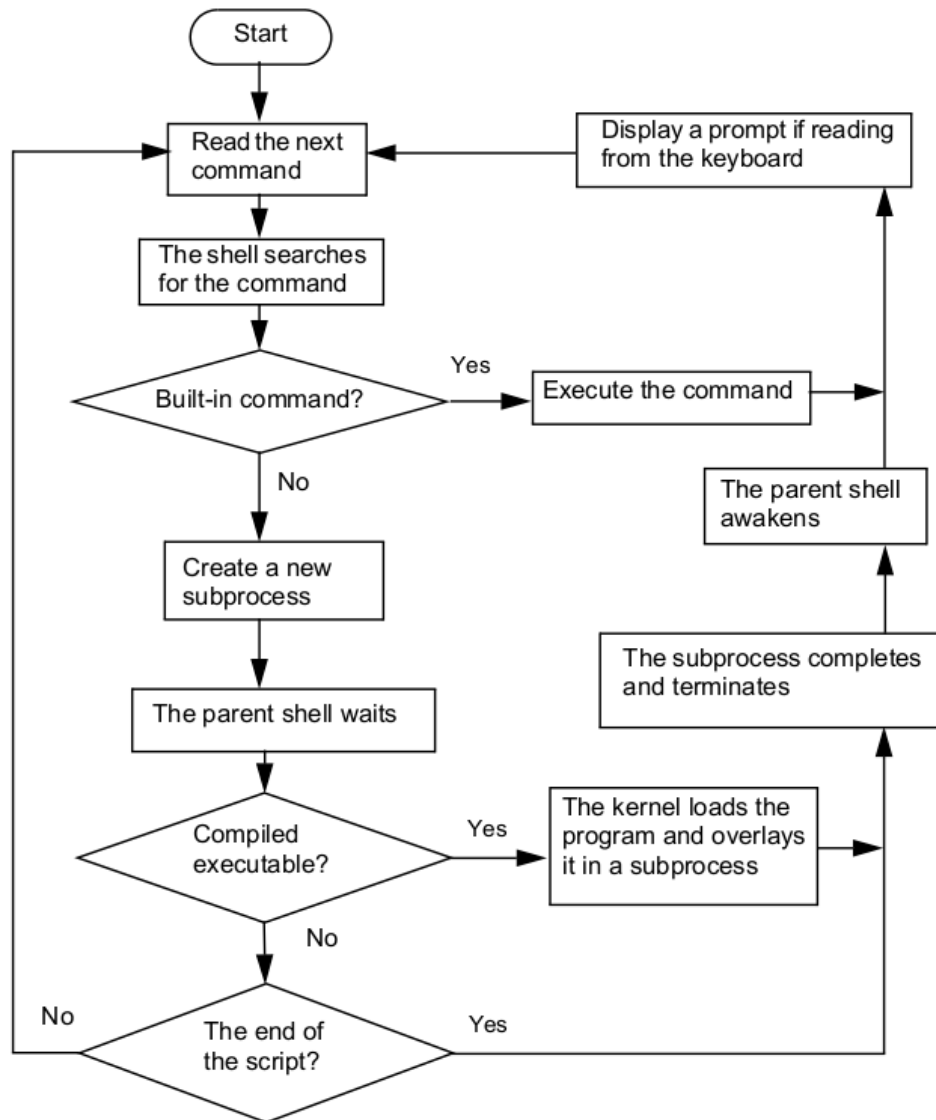 Start
Read the next
command
Display a prompt if reading
from the keyboard
The shell searches
for the command
Built-in command?
Yes
Execute the command
No
The parent shell
awakens
Create a new
subprocess
The subprocess completes
and terminates
The parent shell waits
Compiled
executable?
Yes
The kernel loads the
program and overlays
it in a subprocess
No
The end of
the script?
No
Yes